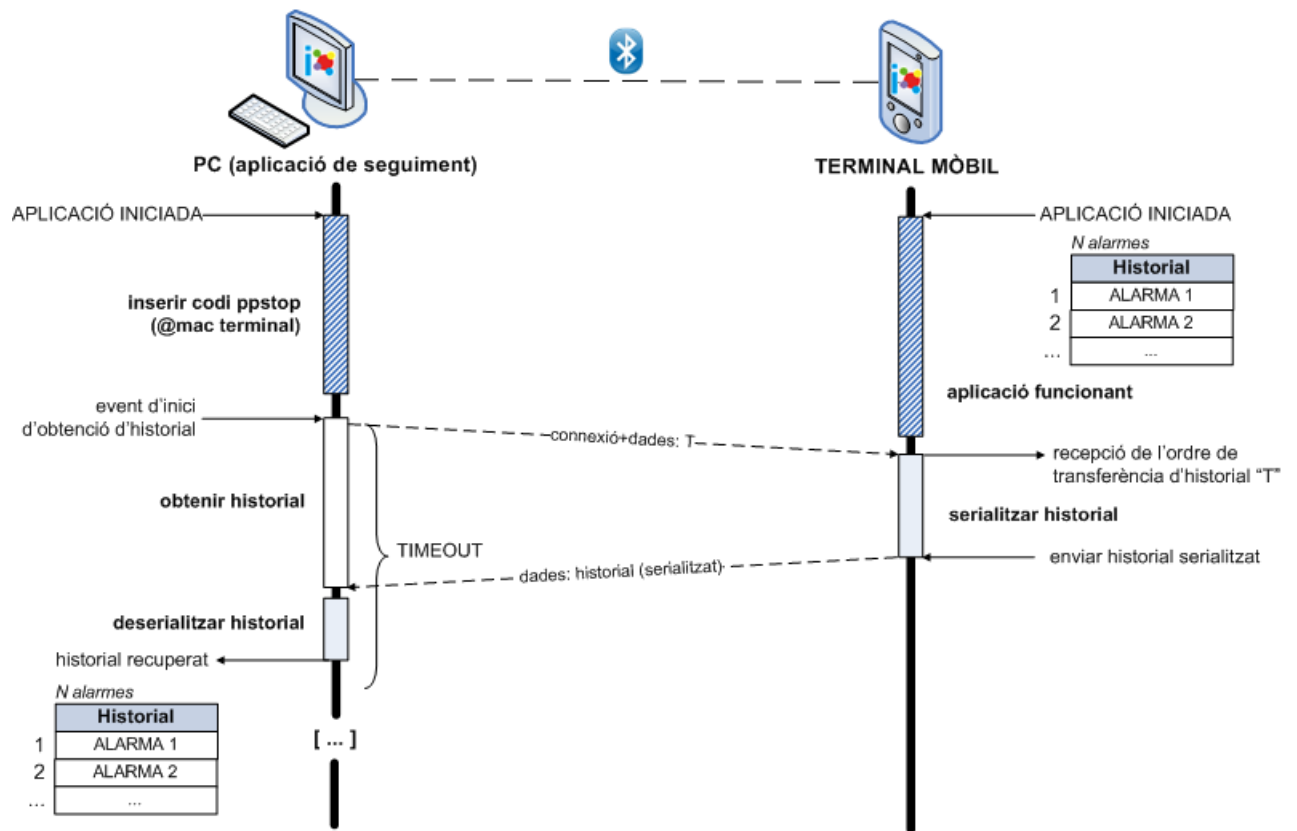 PC (aplicació de seguiment)
TERMINAL MÒBIL
APLICACIÓ INICIADA
APLICACIÓ INICIADA
N alarmes
Historial
1 ALARMA 1
2 ALARMA 2
... ...
inserir codi ppstop
(@mac terminal)
aplicació funcionant
event d'inici
d'obtenció d'historial
connexió+dades: T
recepció de l'ordre de
transferència d'historial "T"
obtenir historial
serialitzar historial
TIMEOUT
enviar historial serialitzat
dades: historial (serialitzat)
deserialitzar historial
historial recuperat
N alarmes
Historial
1 ALARMA 1
2 ALARMA 2
... ...
[ ... ]